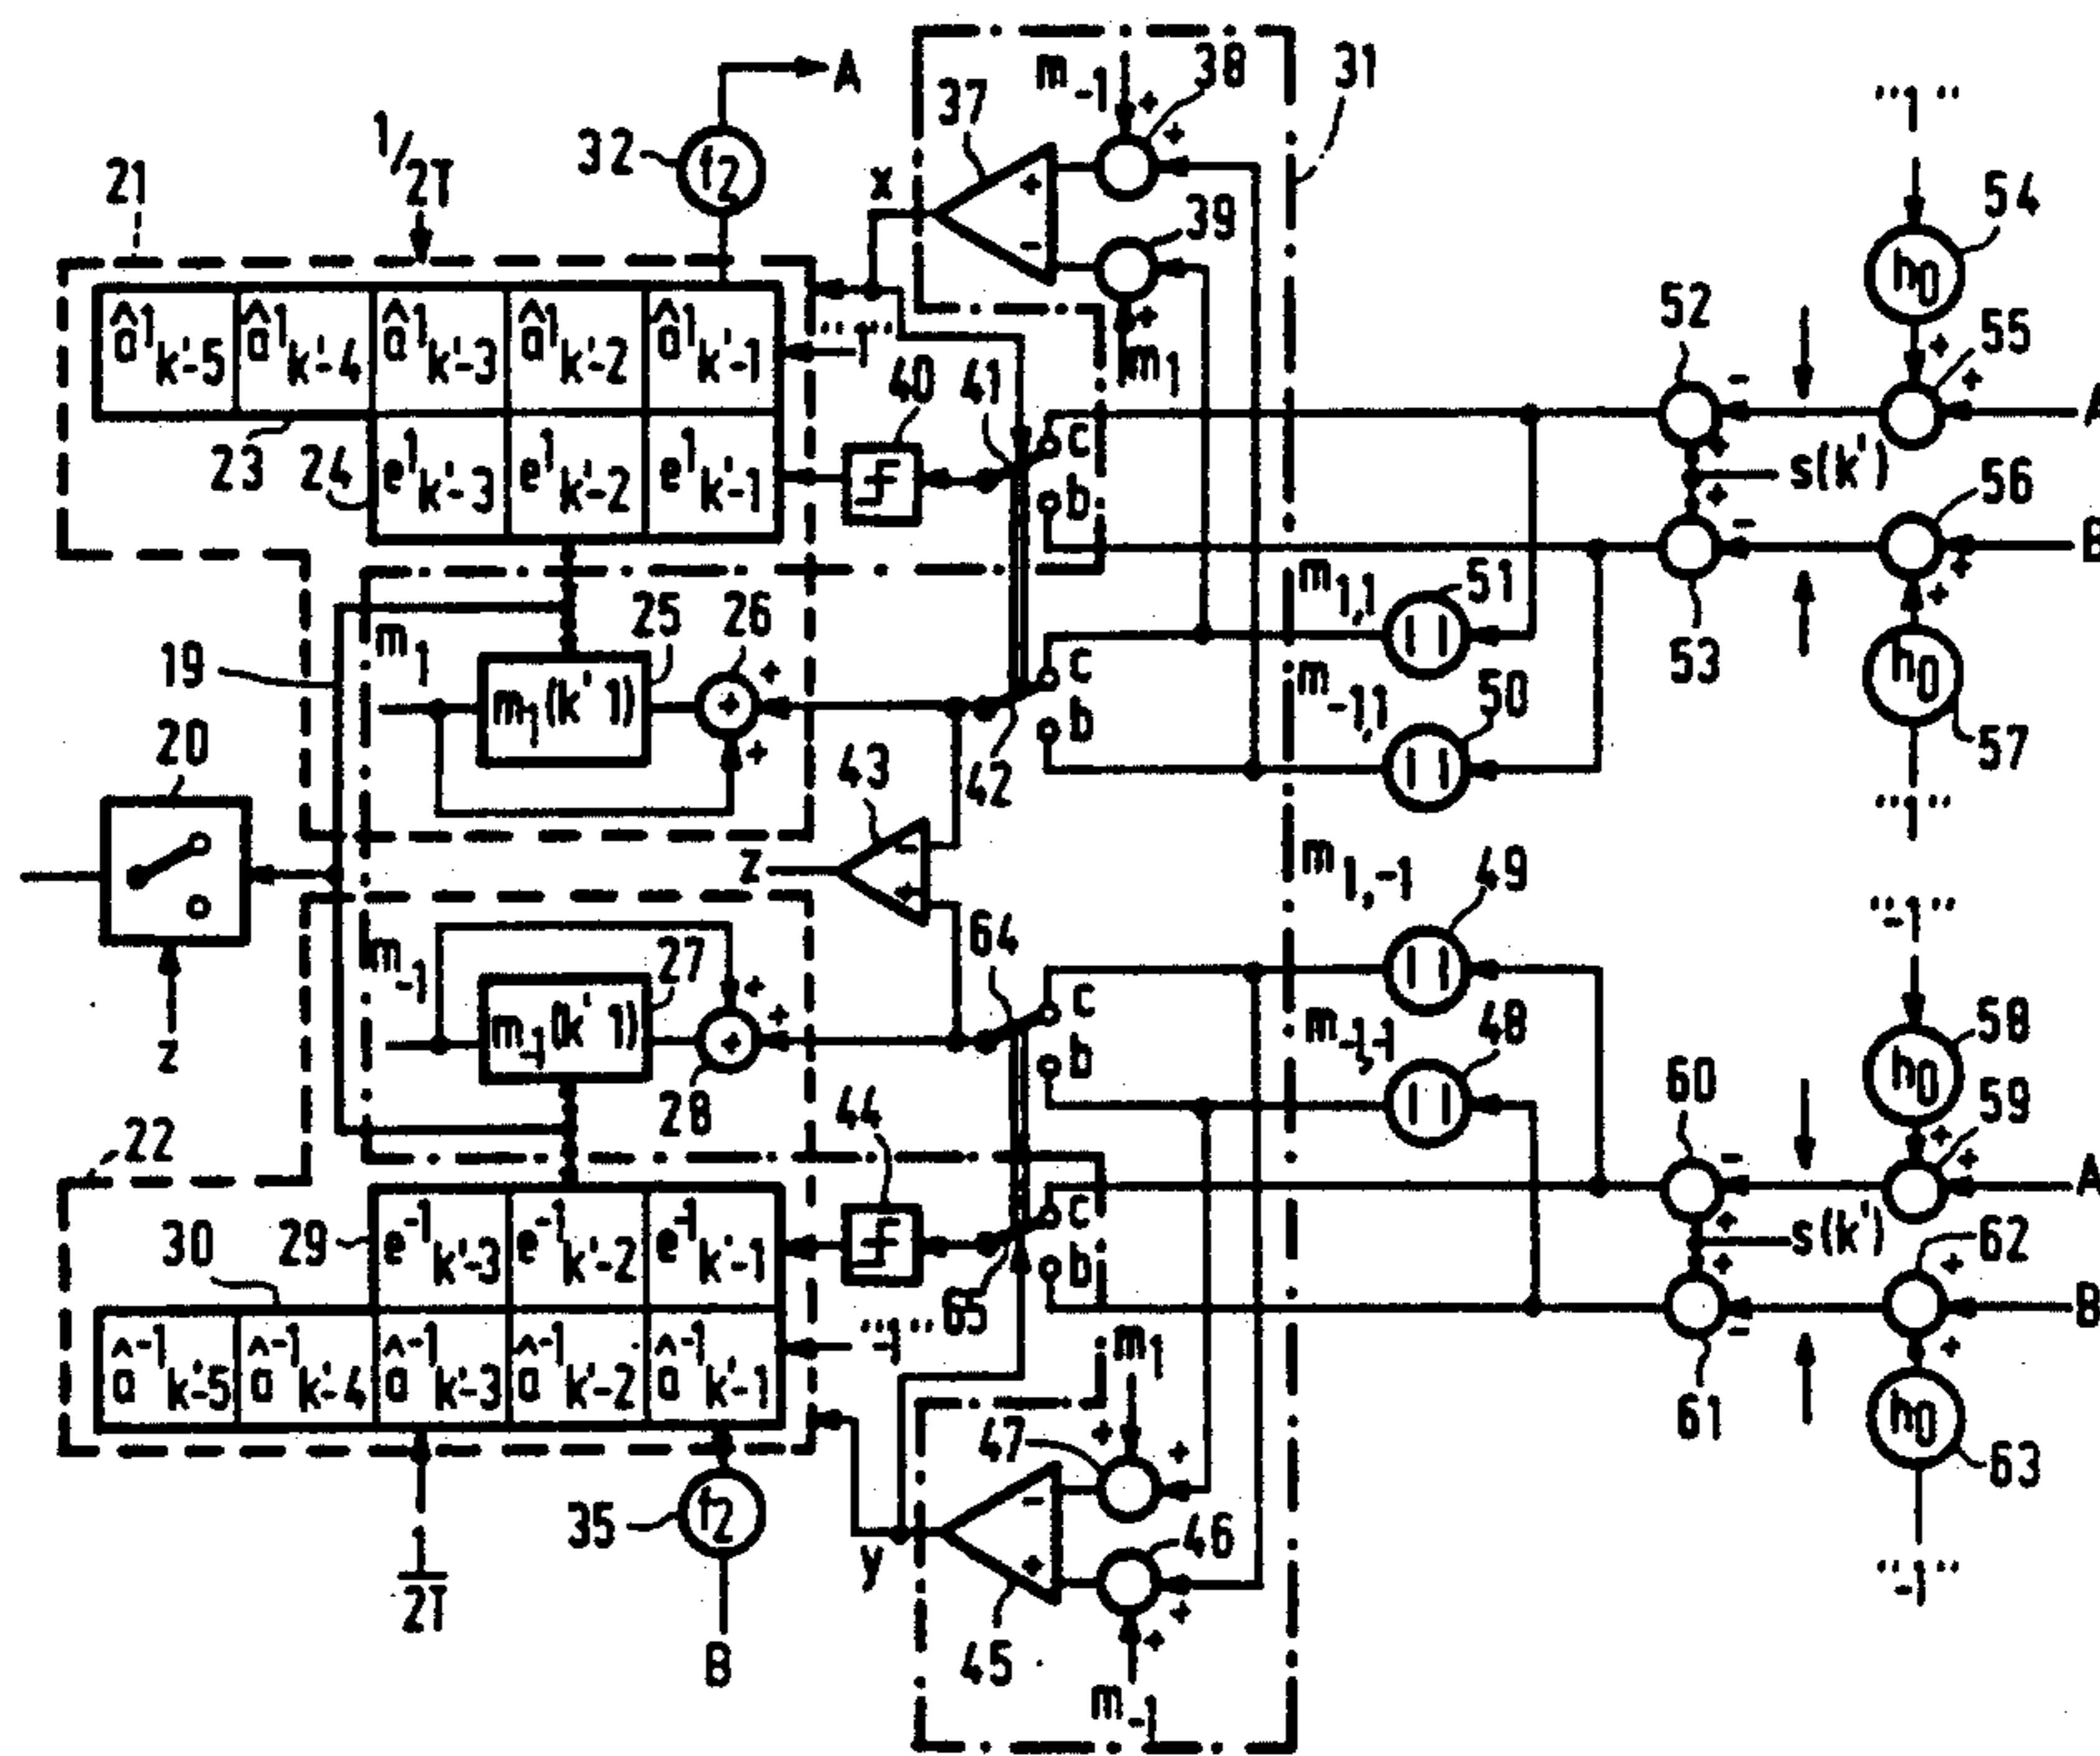 A
m-1
38
31
"1"
37
54
1/2T
32
f2
21
x
39
h0
52
55
â¹k'-5
â¹k'-4
â¹k'-3
â¹k'-2
â¹k'-1
"1"
m1
40
41
c
A
23
24
e¹k'-3
e¹k'-2
e¹k'-1
b
s(k')
56
B
m1,1
51
53
h0
57
19
m1
25
26
m1(k'1)
c
m-1,1
50
b
20
43
42
"1"
z
m1,-1
49
64
"-1"
m-1
27
m-1(k'1)
c
m-1,-1
48
58
h0
z
28
b
60
59
22
44
A
30
29
e⁻¹k'-3
e⁻¹k'-2
e⁻¹k'-1
c
s(k')
62
b
65
B
â⁻¹k'-5
â⁻¹k'-4
â⁻¹k'-3
â⁻¹k'-2
â⁻¹k'-1
"-1"
m1
61
h0
63
47
35
f2
1/2T
y
46
"-1"
B
45
m-1